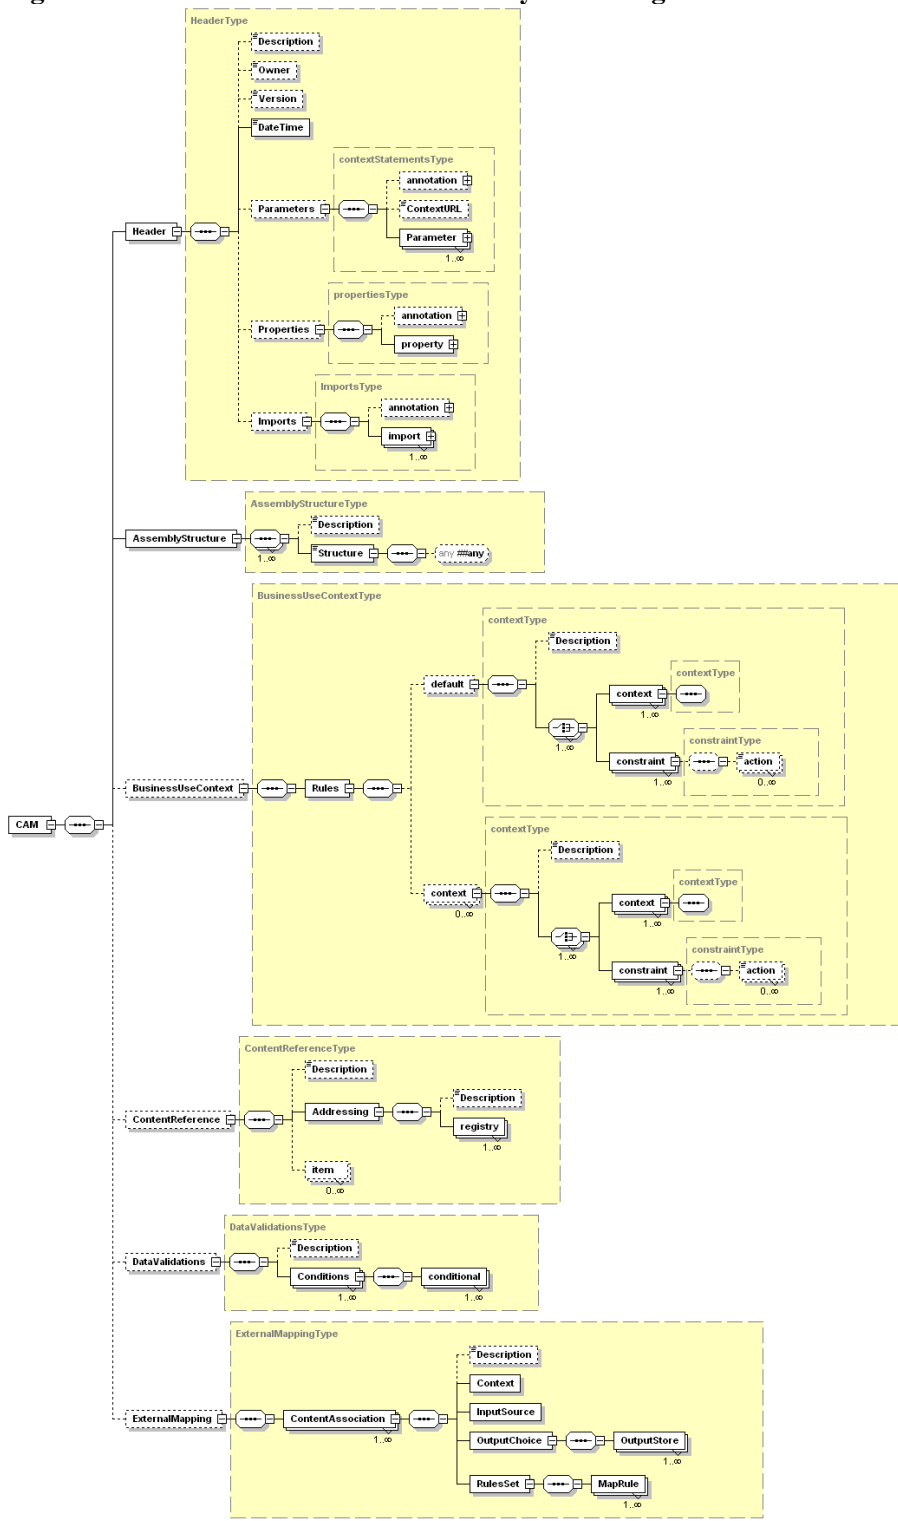 HeaderType
Description
Owner
Version
DateTime
contextStatementsType
annotation
Parameters
ContextURL
Header
Parameter
1..∞
propertiesType
annotation
Properties
property
ImportsType
annotation
Imports
import
1..∞
AssemblyStructureType
Description
AssemblyStructure
Structure
any ##any
1..∞
BusinessUseContextType
contextType
Description
contextType
default
context
1..∞
constraintType
1..∞
constraint
action
1..∞
0..∞
BusinessUseContext
Rules
CAM
contextType
Description
contextType
context
context
0..∞
1..∞
constraintType
1..∞
constraint
action
1..∞
0..∞
ContentReferenceType
Description
Description
Addressing
ContentReference
registry
1..∞
item
0..∞
DataValidationsType
Description
DataValidations
Conditions
conditional
1..∞
1..∞
ExternalMappingType
Description
Context
InputSource
ExternalMapping
ContentAssociation
1..∞
OutputChoice
OutputStore
1..∞
RulesSet
MapRule
1..∞